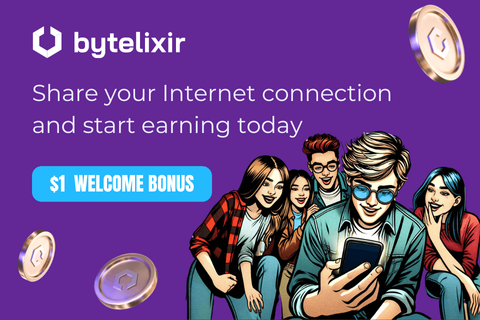 bytelixir
Share your Internet connection
and start earning today
$1 WELCOME BONUS